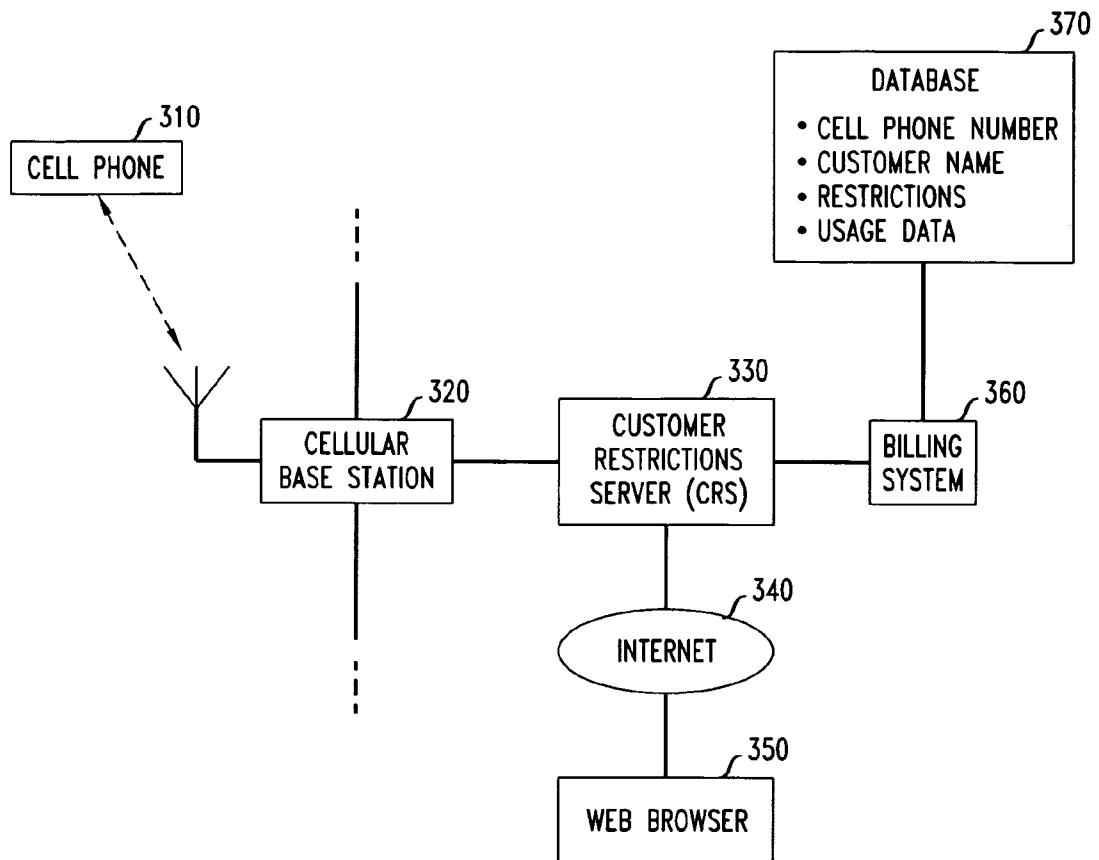 370
DATABASE
• CELL PHONE NUMBER
• CUSTOMER NAME
• RESTRICTIONS
• USAGE DATA
310
CELL PHONE
320
CELLULAR
BASE STATION
330
CUSTOMER
RESTRICTIONS
SERVER (CRS)
360
BILLING
SYSTEM
340
INTERNET
350
WEB BROWSER